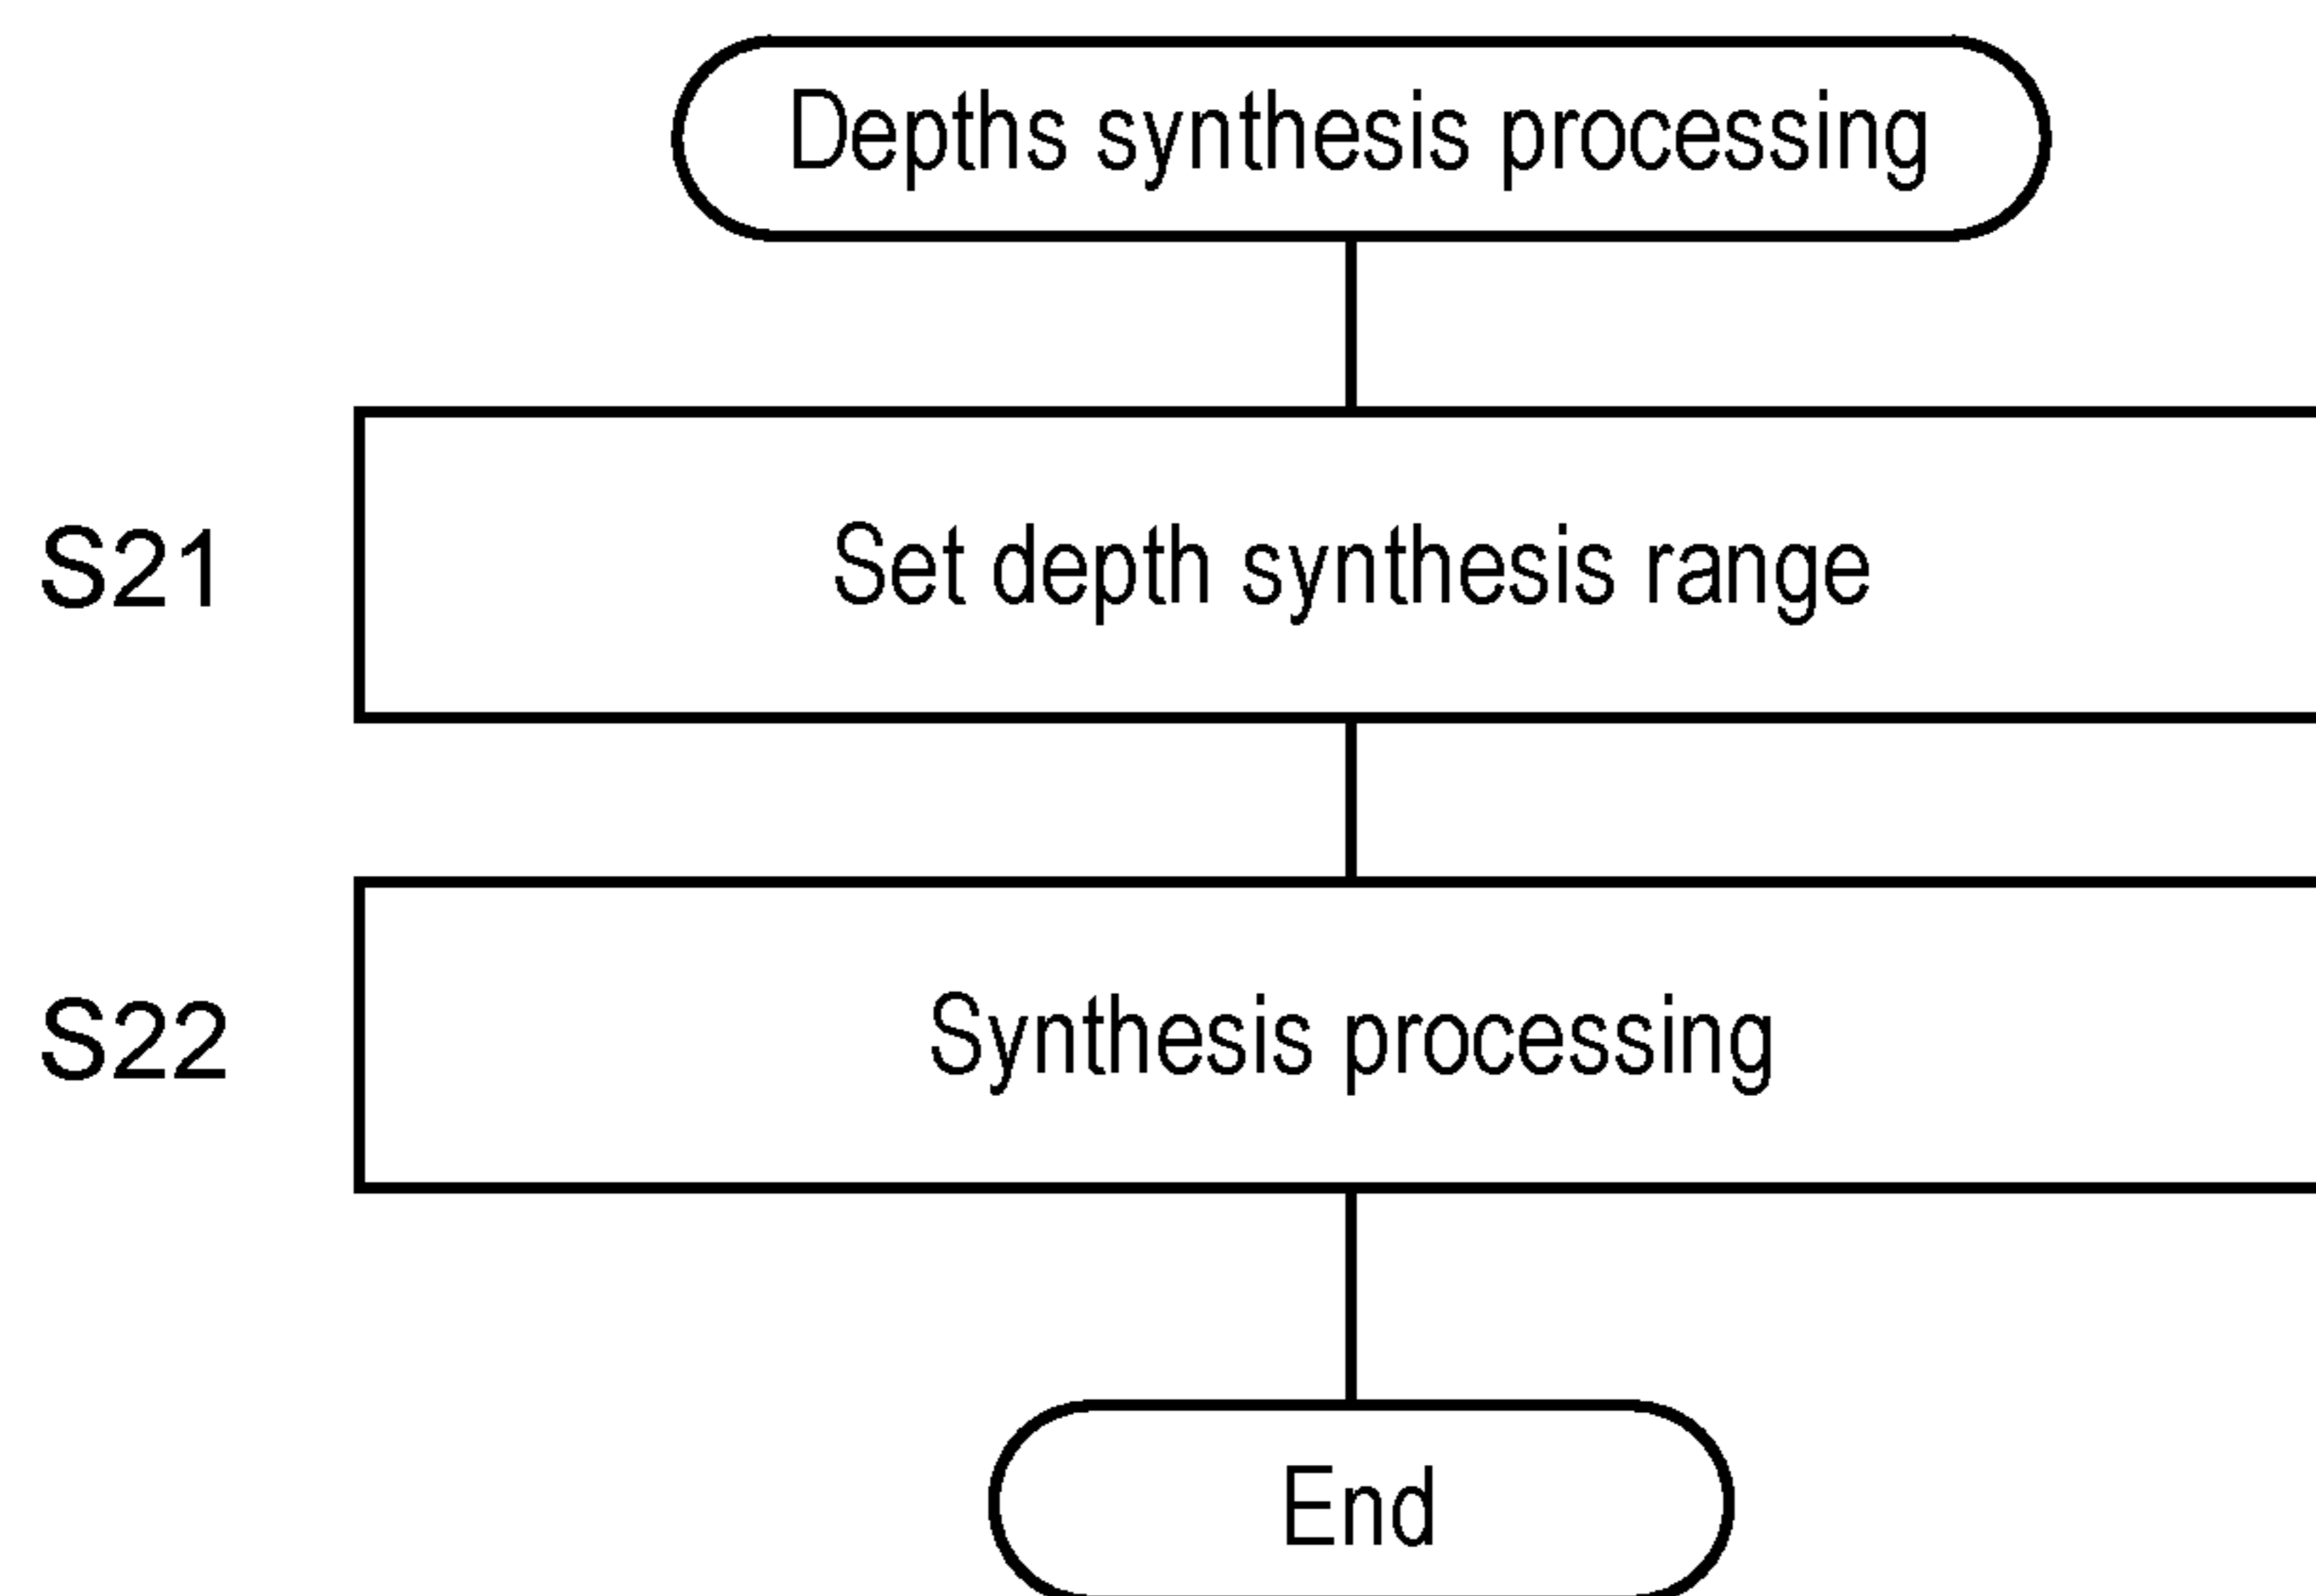 Depths synthesis processing
S21
Set depth synthesis range
S22
Synthesis processing
End